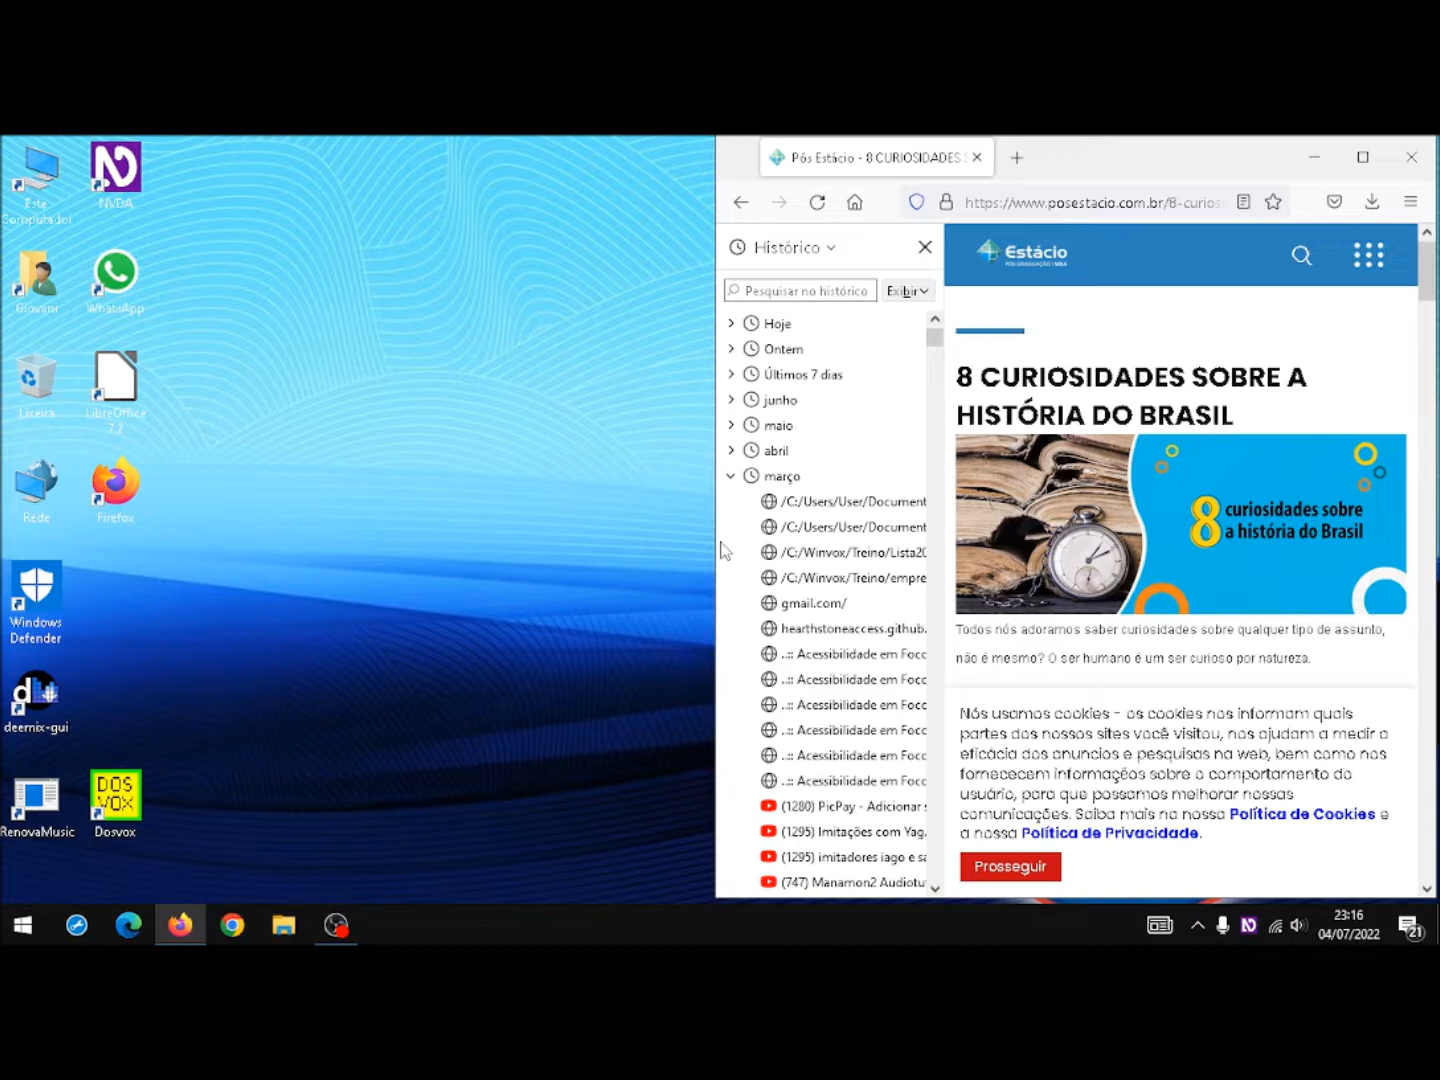 Este
Computador
NVDA
Giovani
WhatsApp
Lixeira
LibreOffice
7.2
Rede
Firefox
Windows
Defender
deemix-gui
RenovaMusic
DOS
VOX
Dosvox
Pós Estácio - 8 CURIOSIDADES S
https://www.posestacio.com.br/8-curios
Histórico
Pesquisar no histórico
Exibir
Hoje
Ontem
Últimos 7 dias
junho
maio
abril
março
/C:/Users/User/Document
/C:/Users/User/Document
/C:/Winvox/Treino/Lista20
/C:/Winvox/Treino/empre
gmail.com/
hearthstoneaccess.github.
..:: Acessibilidade em Foco
..:: Acessibilidade em Foco
..:: Acessibilidade em Foco
..:: Acessibilidade em Foco
..:: Acessibilidade em Foco
..:: Acessibilidade em Foco
(1280) PicPay - Adicionar s
(1295) Imitações com Yag.
(1295) imitadores iago e sa
(747) Manamon2 Audiotu
Estácio
PÓS-GRADUAÇÃO | MBA
8 CURIOSIDADES SOBRE A
HISTÓRIA DO BRASIL
8 curiosidades sobre
a história do Brasil
Todos nós adoramos saber curiosidades sobre qualquer tipo de assunto,
não é mesmo? O ser humano é um ser curioso por natureza.
Nós usamos cookies - os cookies nos informam quais
partes dos nossos sites você visitou, nos ajudam a medir a
eficácia dos anúncios e pesquisas na web, bem como nos
fornececem informações sobre o comportamento do
usuário, para que possamos melhorar nossas
comunicações. Saiba mais na nossa Política de Cookies e
a nossa Política de Privacidade.
Prosseguir
23:16
04/07/2022
21